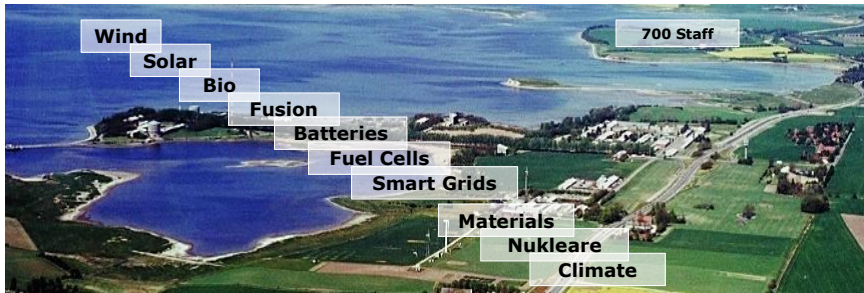 Wind
700 Staff
Solar
Bio
Fusion
Batteries
Fuel Cells
Smart Grids
Materials
Nukleare
Climate